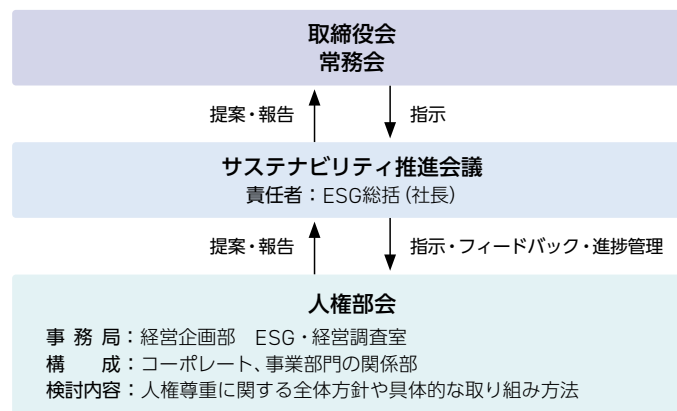 取締役会
常務会
提案・報告
指示
サステナビリティ推進会議
責任者：ESG総括（社長）
提案・報告
指示・フィードバック・進捗管理
人権部会
事務局：経営企画部　ESG・経営調査室
構成：コーポレート、事業部門の関係部
検討内容：人権尊重に関する全体方針や具体的な取り組み方法